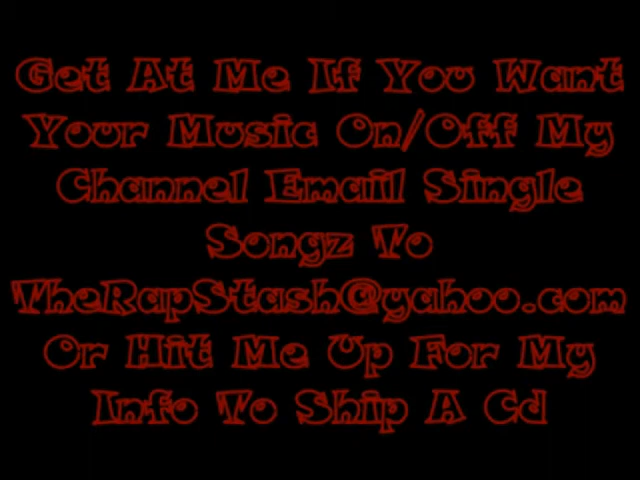 Get At Me If You Want
Your Music On/Off My
Channel Email Single
Songz To
TheRapStash@yahoo.com
Or Hit Me Up For My
Info To Ship A Cd